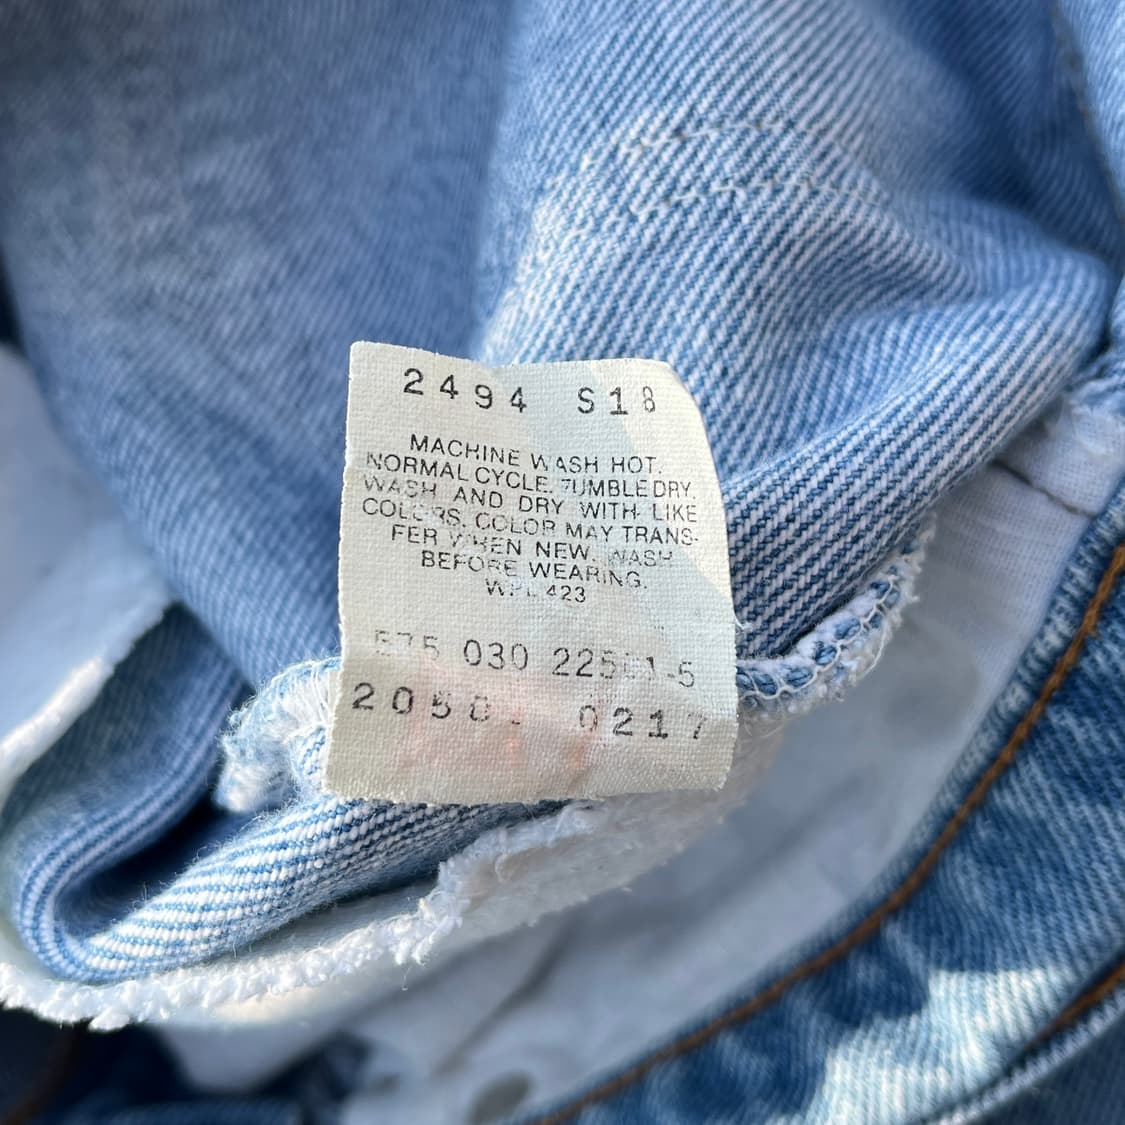 2494 S18
MACHINE WASH HOT.
NORMAL CYCLE. TUMBLE DRY.
WASH AND DRY WITH LIKE
COLORS. COLOR MAY TRANS-
FER WHEN NEW. WASH
BEFORE WEARING.
WPL 423
575 030
0217